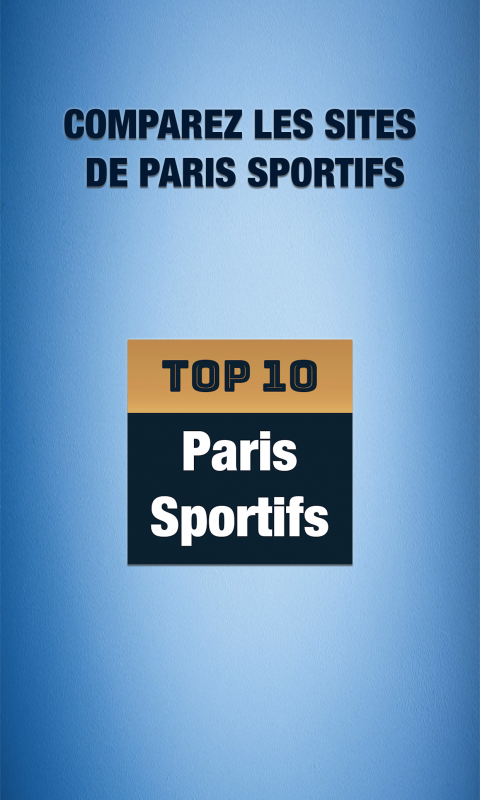 COMPAREZ LES SITES
DE PARIS SPORTIFS
TOP 10
Paris
Sportifs